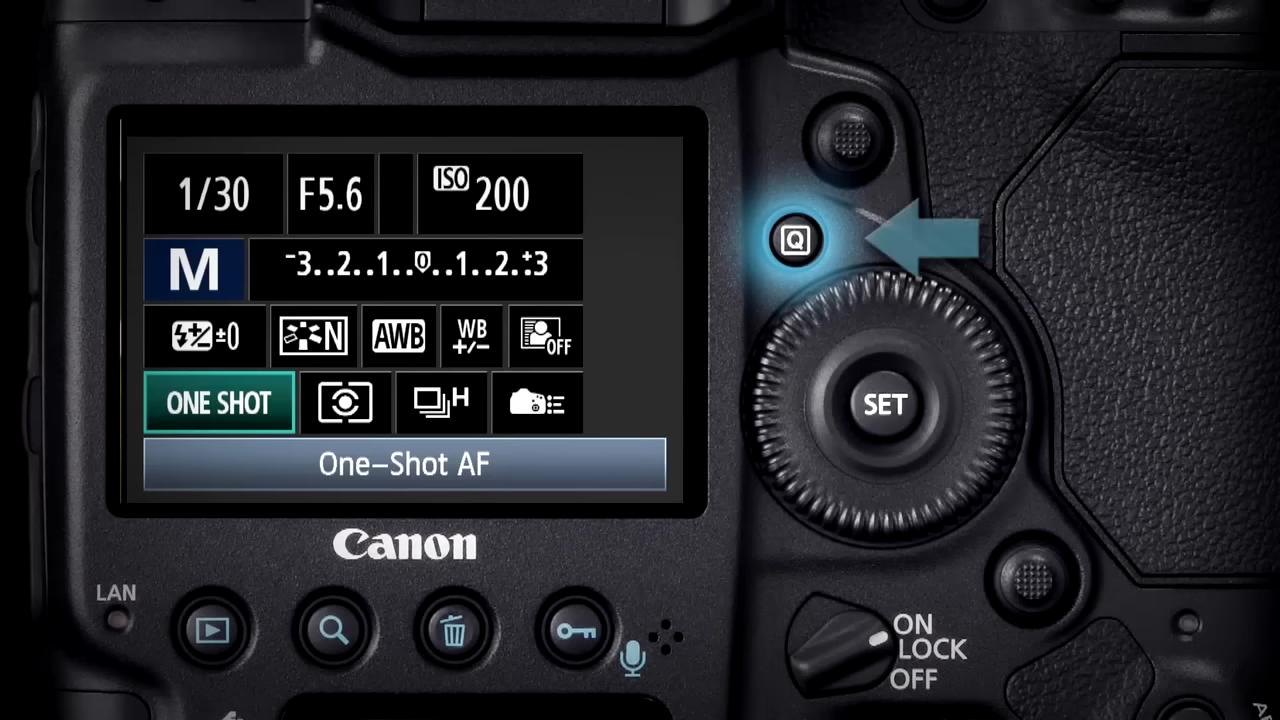 1/30 F5.6 ISO 200
M -3..2..1..0..1..2.:+3
±0 N AWB WB +/- OFF
ONE SHOT H
One-Shot AF
Q
SET
Canon
LAN
ON
LOCK
OFF